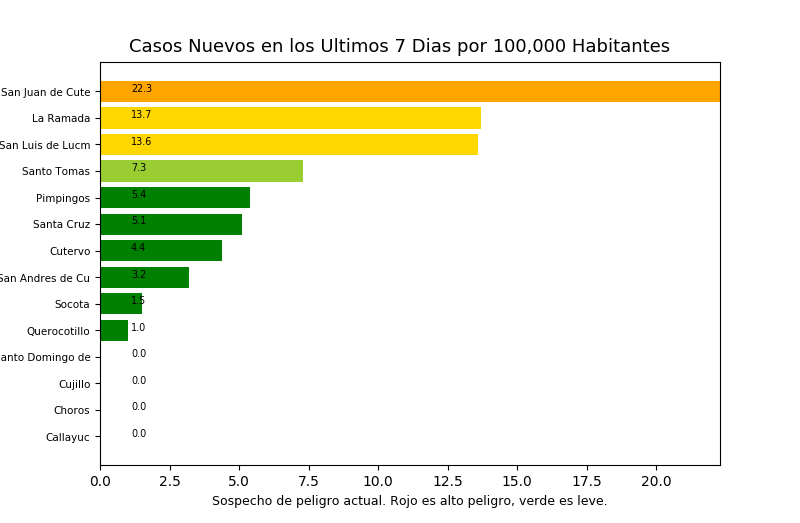 Casos Nuevos en los Ultimos 7 Dias por 100,000 Habitantes
San Juan de Cute 22.3
La Ramada 13.7
San Luis de Lucm 13.6
Santo Tomas 7.3
Pimpingos 5.4
Santa Cruz 5.1
Cutervo 4.4
San Andres de Cu 3.2
Socota 1.5
Querocotillo 1.0
anto Domingo de 0.0
Cujillo 0.0
Choros 0.0
Callayuc 0.0
0.0 2.5 5.0 7.5 10.0 12.5 15.0 17.5 20.0
Sospecho de peligro actual. Rojo es alto peligro, verde es leve.